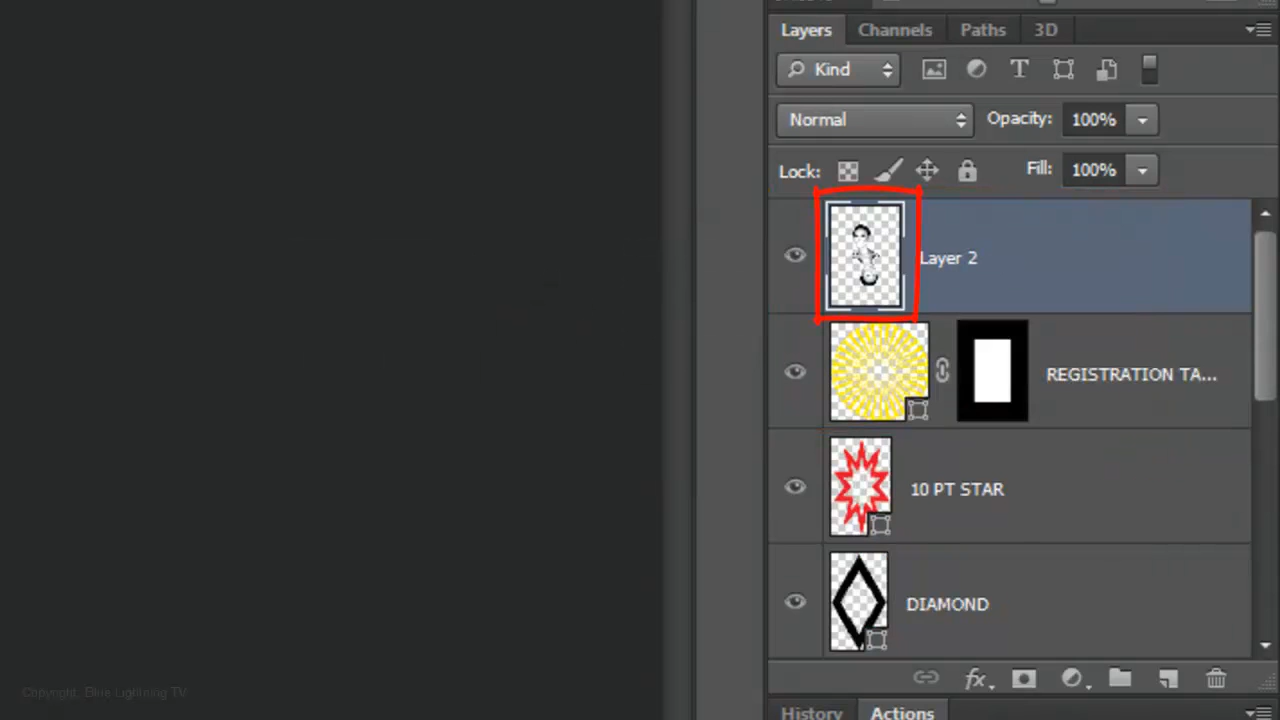 Layers Channels Paths 3D
Kind T
Normal Opacity: 100%
Lock: Fill: 100%
Layer 2
REGISTRATION TA...
10 PT STAR
DIAMOND
fx
Copyright, Blue Lightning TV
History Actions